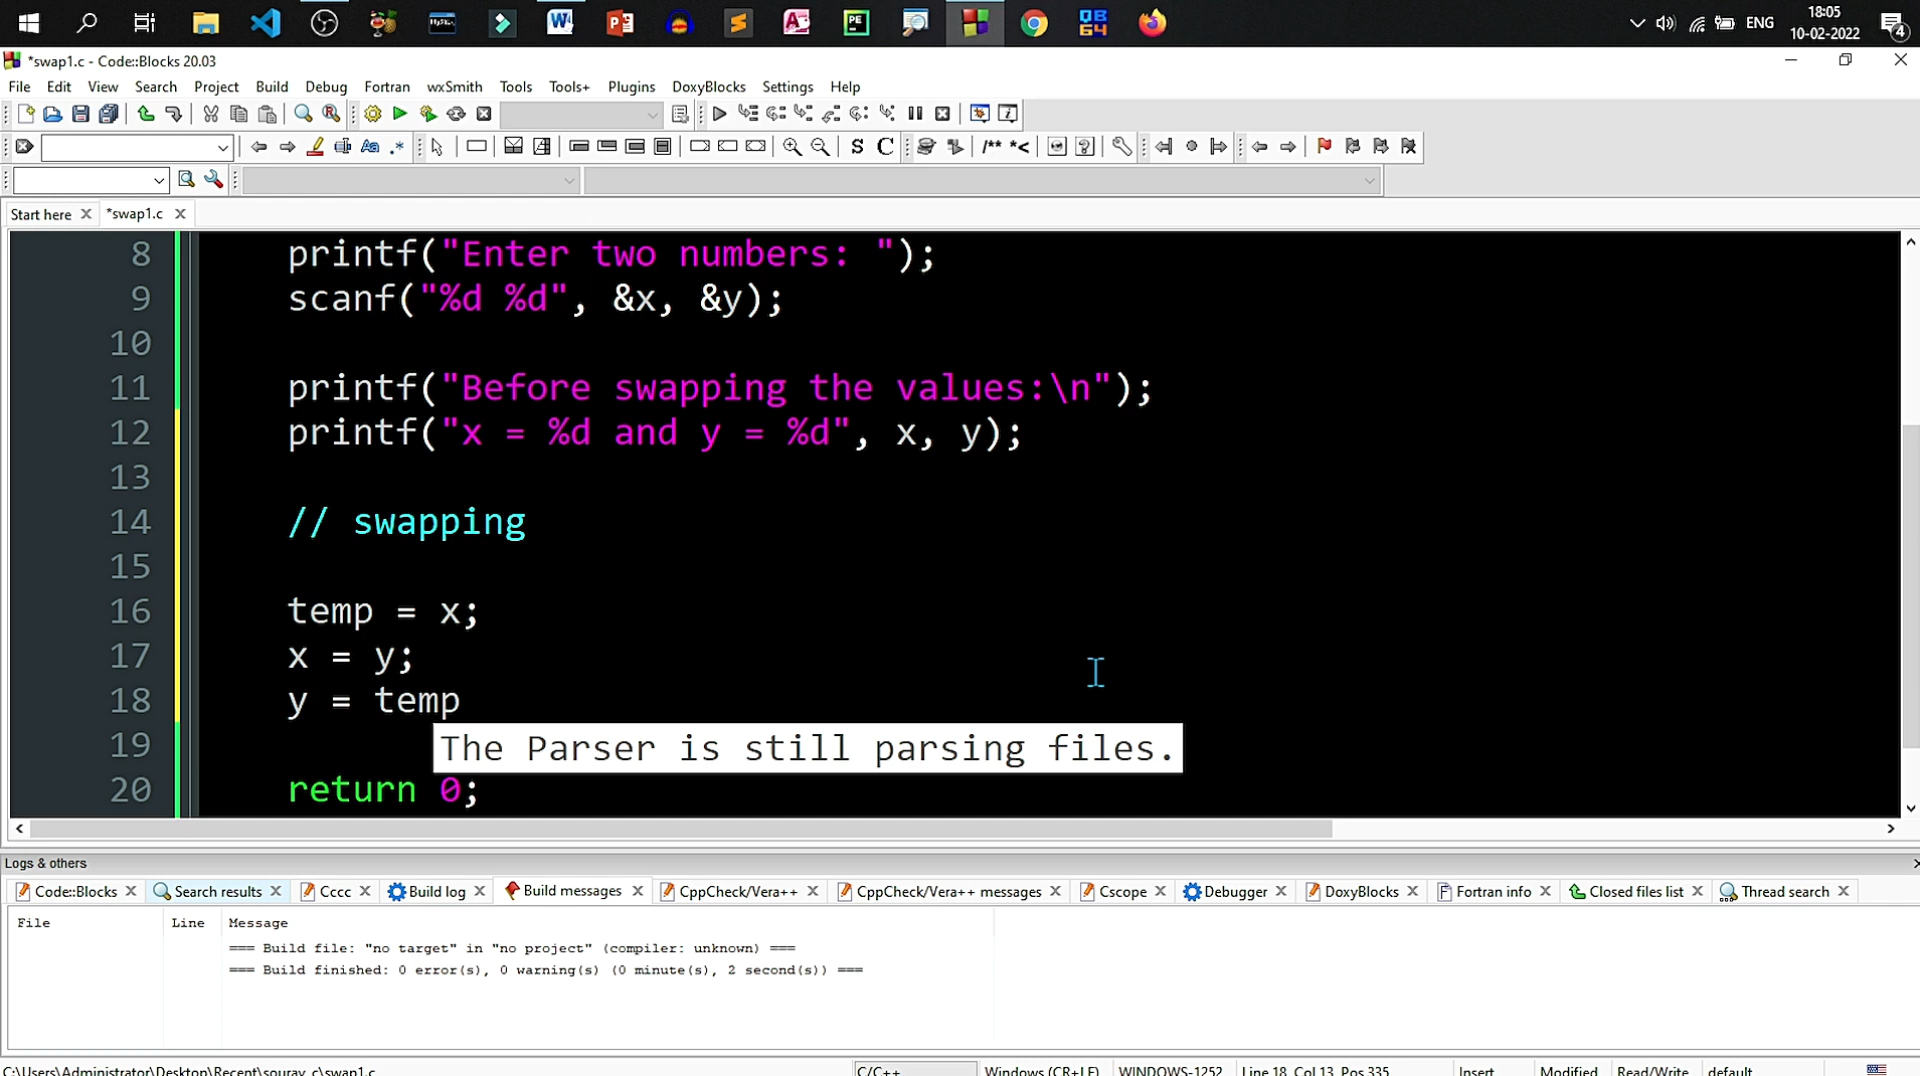 18:05
ENG
10-02-2022
4
*swap1.c - Code::Blocks 20.03
File Edit View Search Project Build Debug Fortran wxSmith Tools Tools+ Plugins DoxyBlocks Settings Help
Start here *swap1.c
8 printf("Enter two numbers: ");
9 scanf("%d %d", &x, &y);
10
11 printf("Before swapping the values:\n");
12 printf("x = %d and y = %d", x, y);
13
14 // swapping
15
16 temp = x;
17 x = y;
18 y = temp
19 The Parser is still parsing files.
20 return 0;
Logs & others
Code::Blocks Search results Cccc Build log Build messages CppCheck/Vera++ CppCheck/Vera++ messages Cscope Debugger DoxyBlocks Fortran info Closed files list Thread search
File Line Message
=== Build file: "no target" in "no project" (compiler: unknown) ===
=== Build finished: 0 error(s), 0 warning(s) (0 minute(s), 2 second(s)) ===
C:\Users\Administrator\Desktop\Recent\sourav_c\swap1.c C/C++ Windows (CR+LF) WINDOWS-1252 Line 18, Col 13, Pos 335 Insert Modified Read/Write default